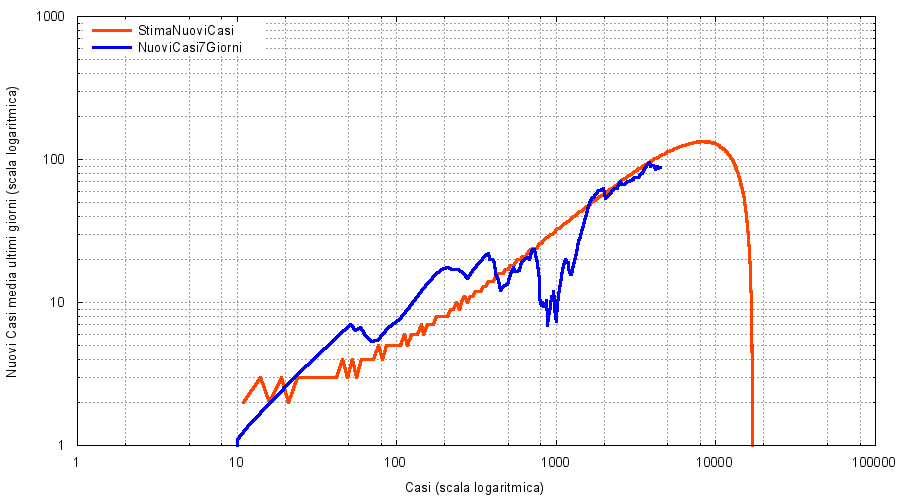 1000
StimaNuoviCasi
NuoviCasi7Giorni
Nuovi Casi media ultimi giorni (scala logaritmica)
100
10
1
1 10 100 1000 10000 100000
Casi (scala logaritmica)